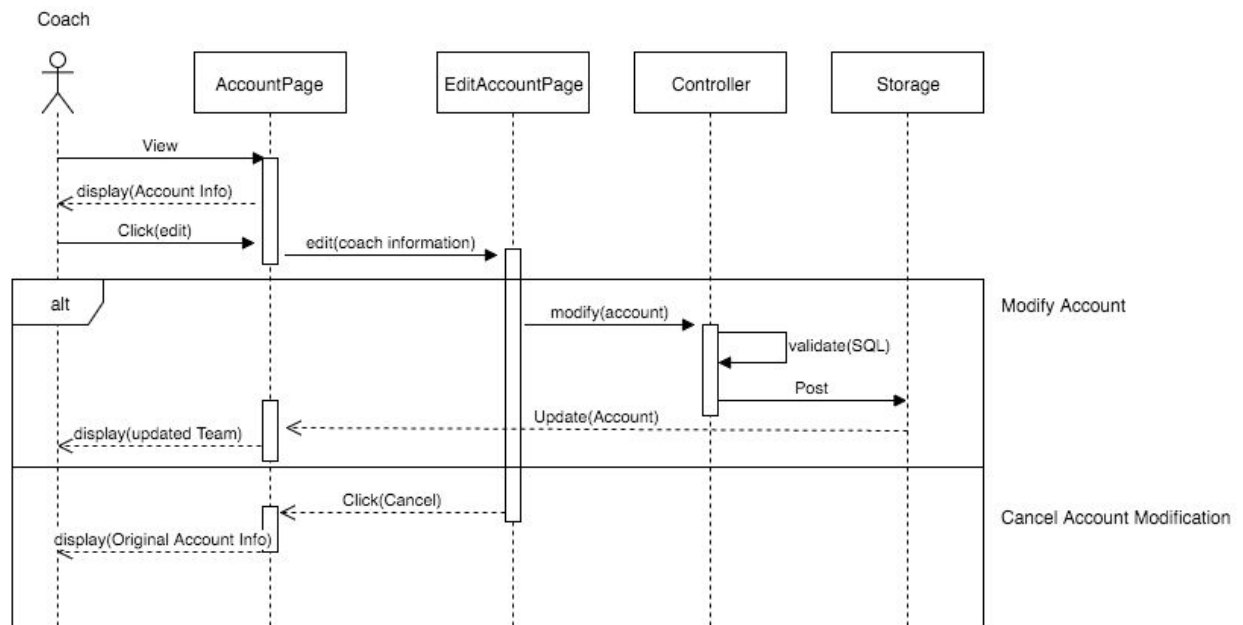 Coach
AccountPage
EditAccountPage
Controller
Storage
View
display(Account Info)
Click(edit)
edit(coach information)
alt
Modify Account
modify(account)
validate(SQL)
Post
Update(Account)
display(updated Team)
Click(Cancel)
Cancel Account Modification
display(Original Account Info)